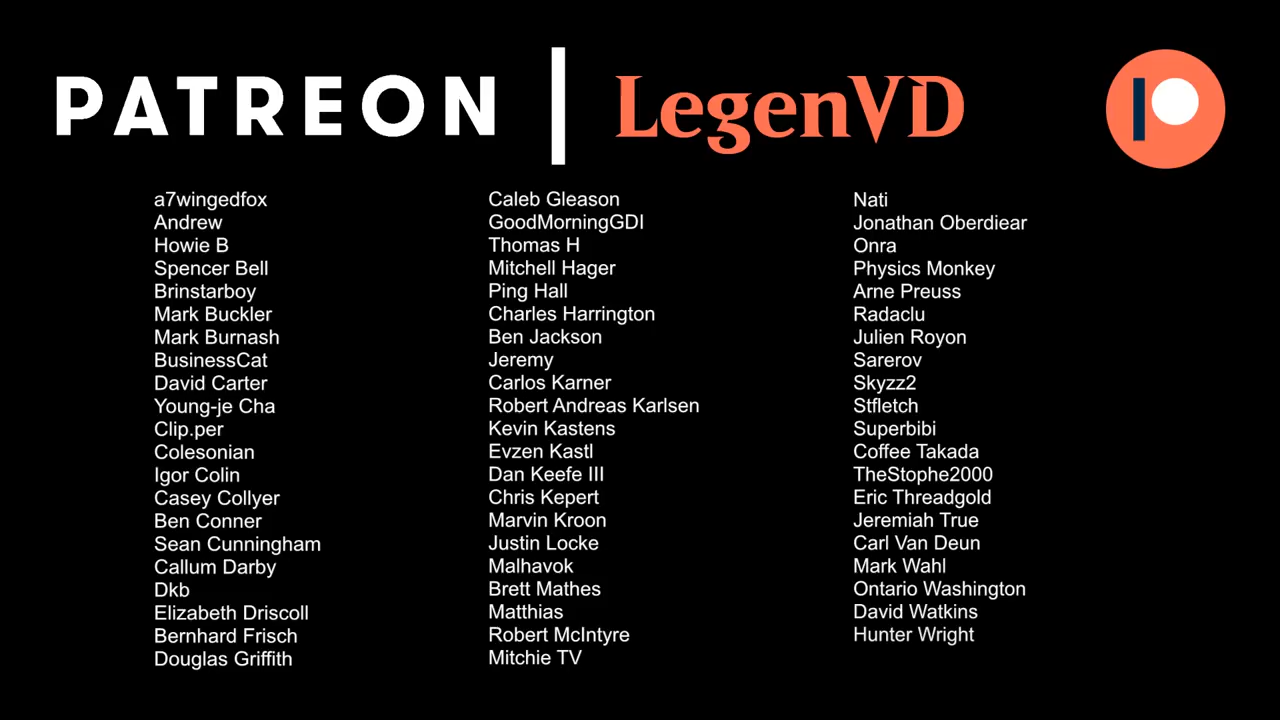 PATREON | LegenVD
a7wingedfox
Andrew
Howie B
Spencer Bell
Brinstarboy
Mark Buckler
Mark Burnash
BusinessCat
David Carter
Young-je Cha
Clip.per
Colesonian
Igor Colin
Casey Collyer
Ben Conner
Sean Cunningham
Callum Darby
Dkb
Elizabeth Driscoll
Bernhard Frisch
Douglas Griffith
Caleb Gleason
GoodMorningGDI
Thomas H
Mitchell Hager
Ping Hall
Charles Harrington
Ben Jackson
Jeremy
Carlos Karner
Robert Andreas Karlsen
Kevin Kastens
Evzen Kastl
Dan Keefe III
Chris Kepert
Marvin Kroon
Justin Locke
Malhavok
Brett Mathes
Matthias
Robert McIntyre
Mitchie TV
Nati
Jonathan Oberdiear
Onra
Physics Monkey
Arne Preuss
Radaclu
Julien Royon
Sarerov
Skyzz2
Stfletch
Superbibi
Coffee Takada
TheStophe2000
Eric Threadgold
Jeremiah True
Carl Van Deun
Mark Wahl
Ontario Washington
David Watkins
Hunter Wright